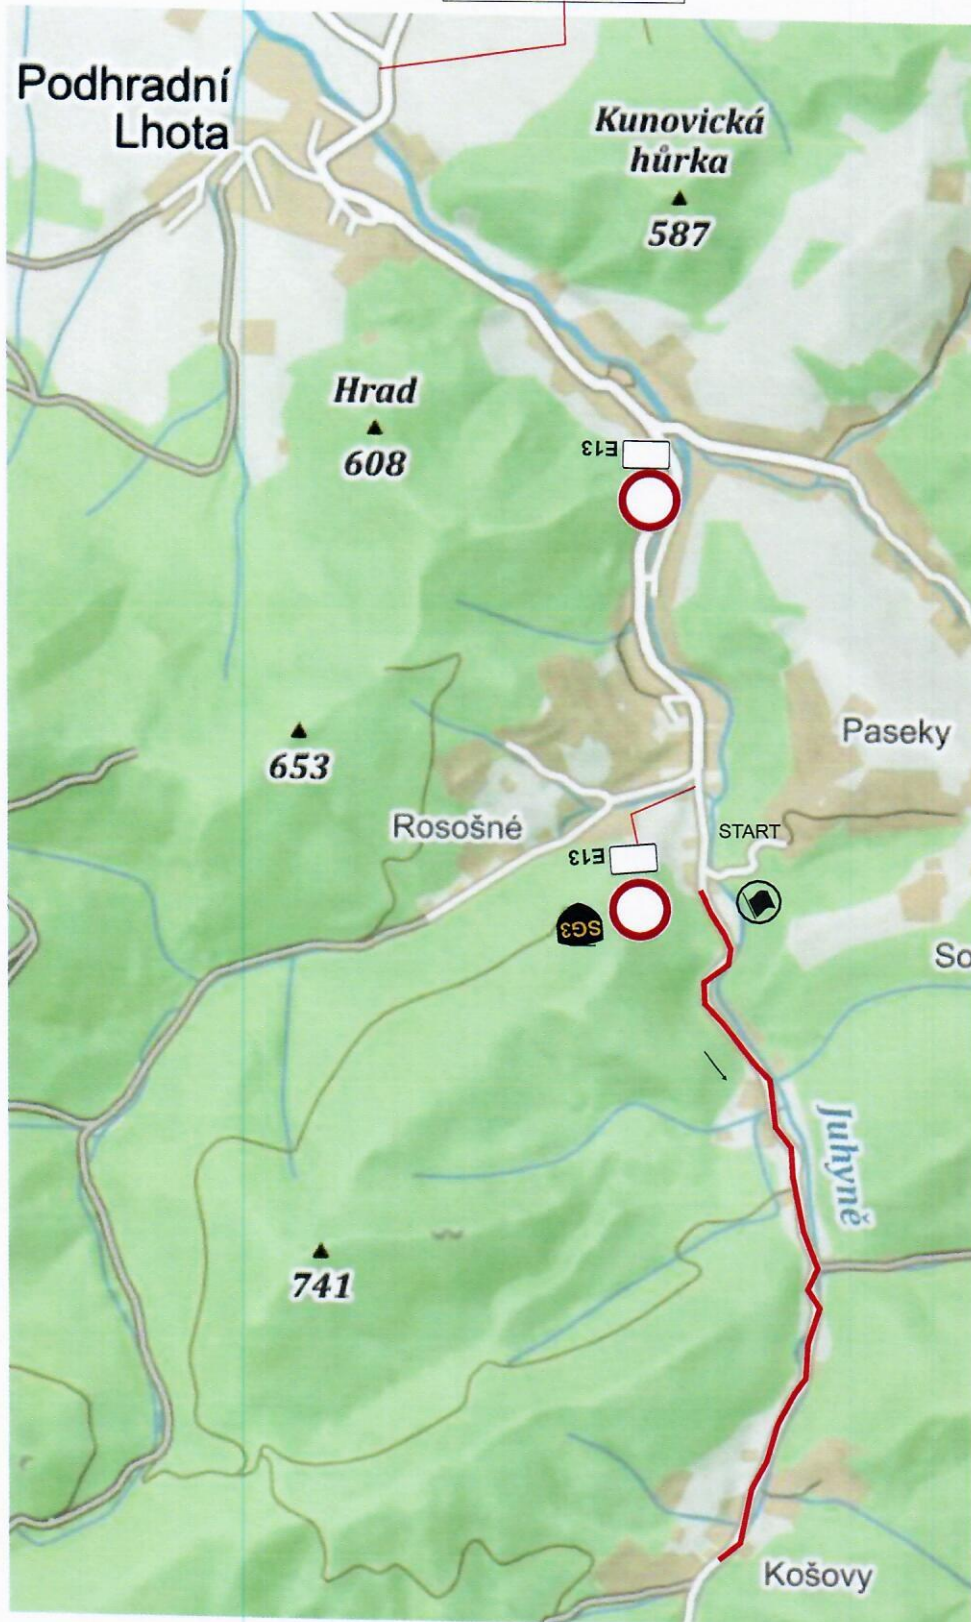 Podhradní
Lhota
Kunovická
hůrka
587
Hrad
608
E13
653
Paseky
Rosošné
START
E13
SG3
So
Juhyně
741
Košovy